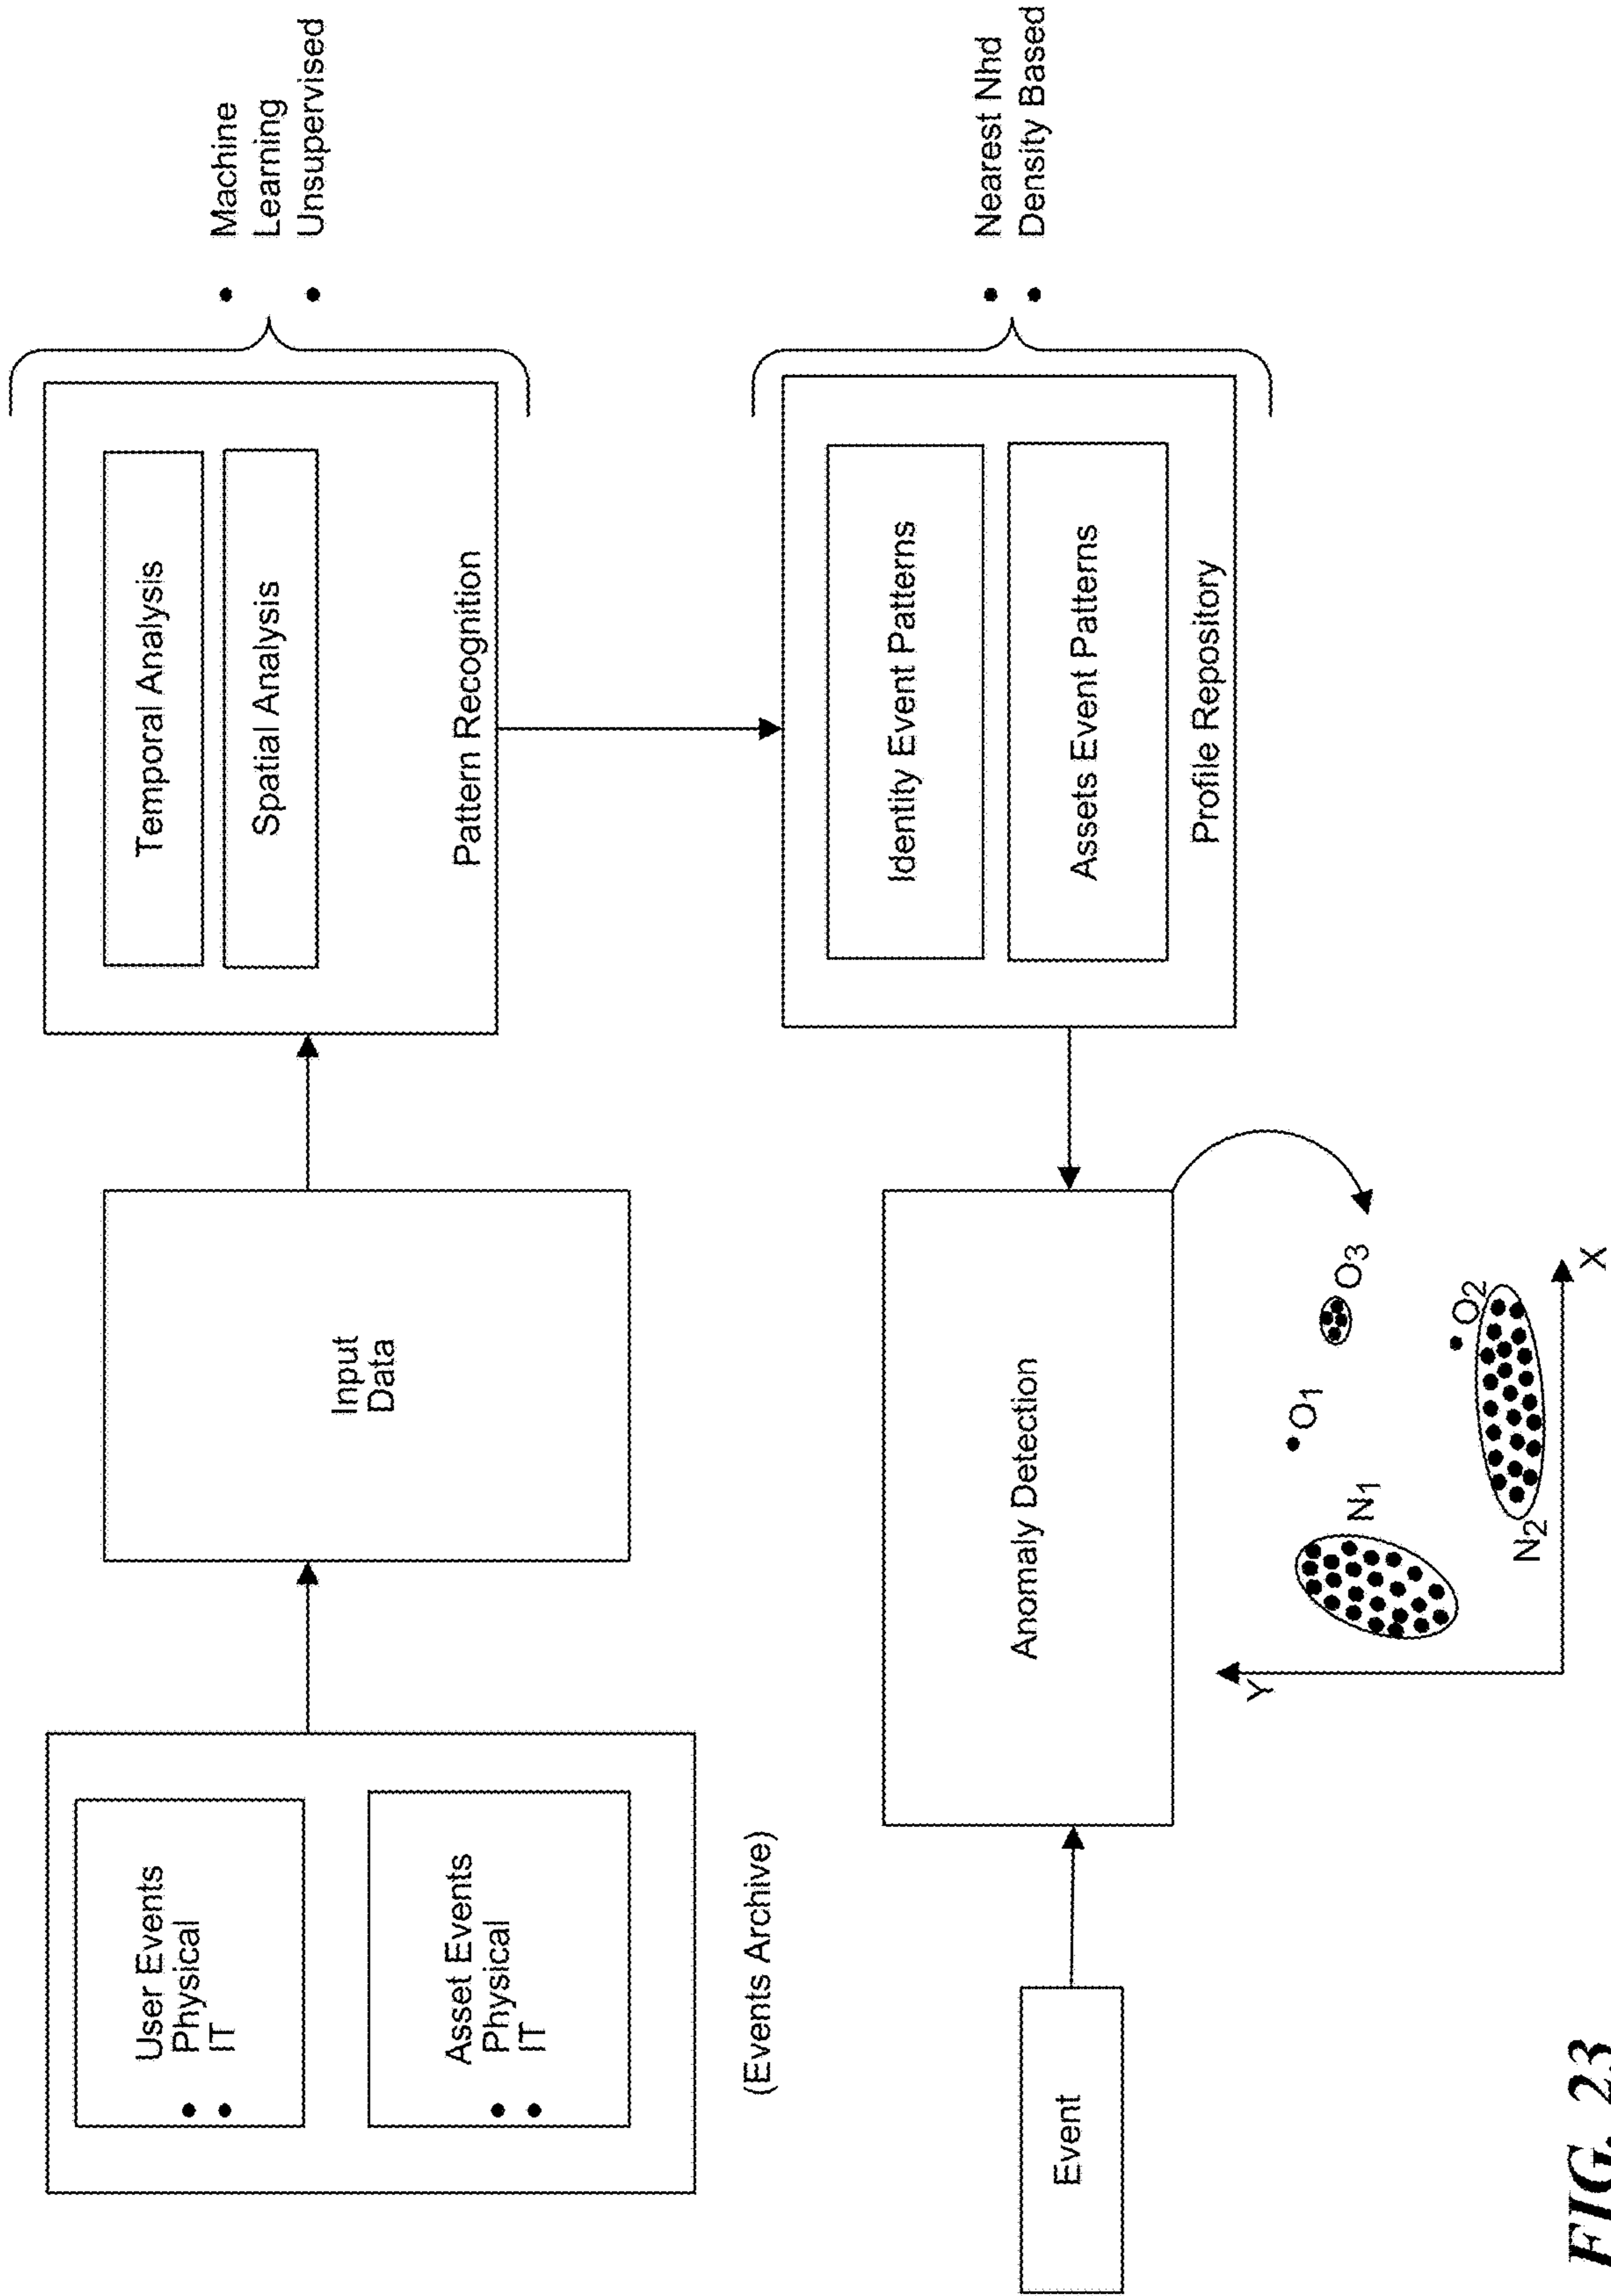 User Events
• Physical
• IT
Asset Events
• Physical
• IT
(Events Archive)
Input
Data
Temporal Analysis
Spatial Analysis
Pattern Recognition
• Machine
Learning
• Unsupervised
Event
Anomaly Detection
Identity Event Patterns
Assets Event Patterns
Profile Repository
• Nearest Nhd
• Density Based
Y
N1
O1
O3
O2
N2
X
FIG. 23